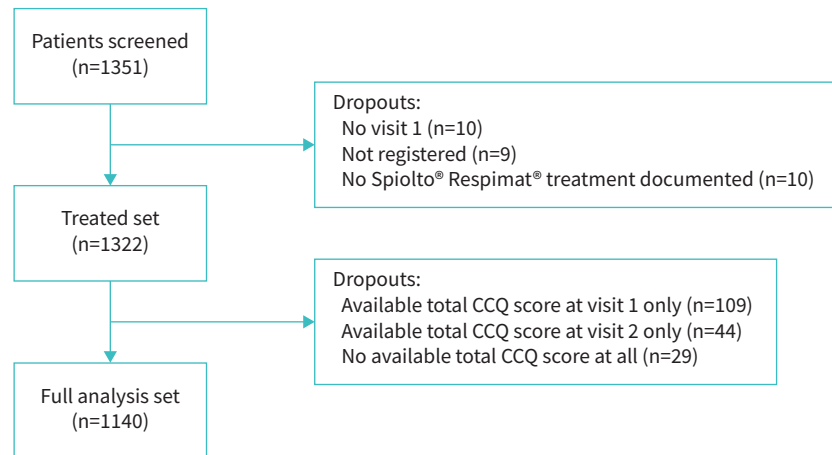 Patients screened
(n=1351)
Dropouts:
No visit 1 (n=10)
Not registered (n=9)
No Spiolto® Respimat® treatment documented (n=10)
Treated set
(n=1322)
Dropouts:
Available total CCQ score at visit 1 only (n=109)
Available total CCQ score at visit 2 only (n=44)
No available total CCQ score at all (n=29)
Full analysis set
(n=1140)